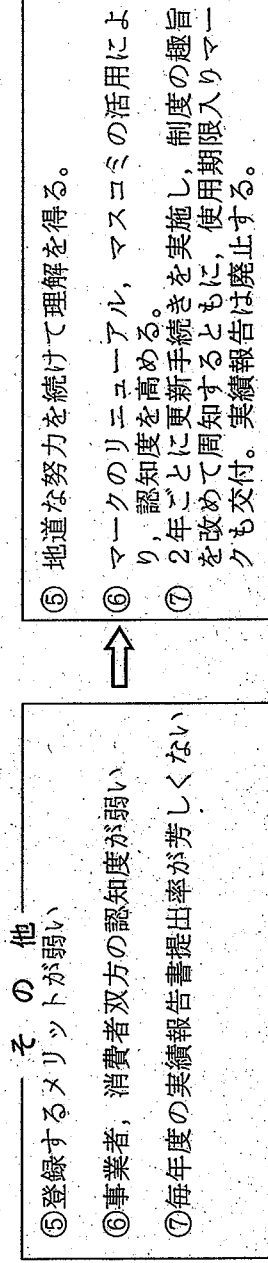 その他
⑤登録するメリットが弱い
⑥事業者，消費者双方の認知度が弱い
⑦毎年度の実績報告書提出率が芳しくない
⑤ 地道な努力を続けて理解を得る。
⑥ マークのリニューアル，マスコミの活用によ
り，認知度を高める。
⑦ ２年ごとに更新手続きを実施し，制度の趣旨
を改めて周知するともに，使用期限入りマー
クも交付。実績報告は廃止する。